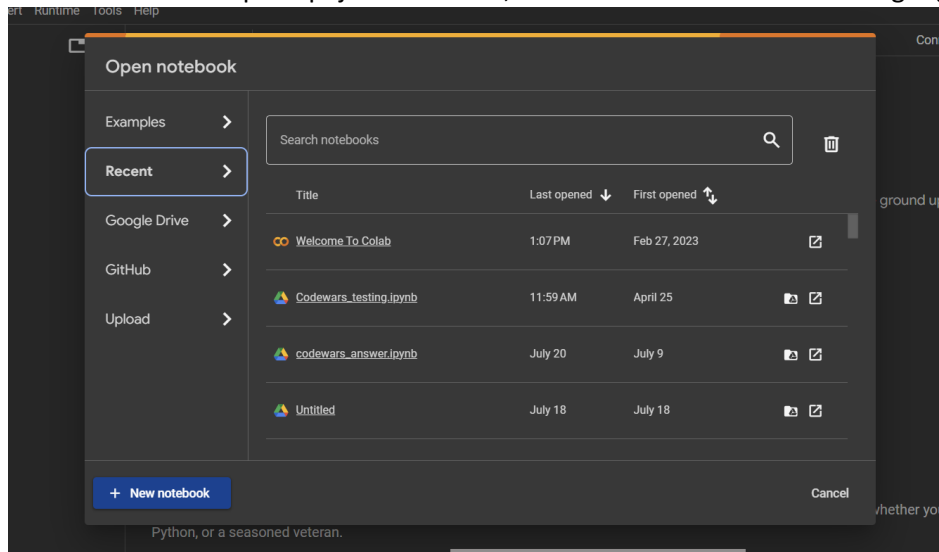 ert Runtime Tools Help
Con
Open notebook
Examples
Recent
Google Drive
GitHub
Upload
Search notebooks
Title Last opened First opened
Welcome To Colab 1:07 PM Feb 27, 2023
Codewars_testing.ipynb 11:59 AM April 25
codewars_answer.ipynb July 20 July 9
Untitled July 18 July 18
ground up
+ New notebook
Cancel
whether you
Python, or a seasoned veteran.